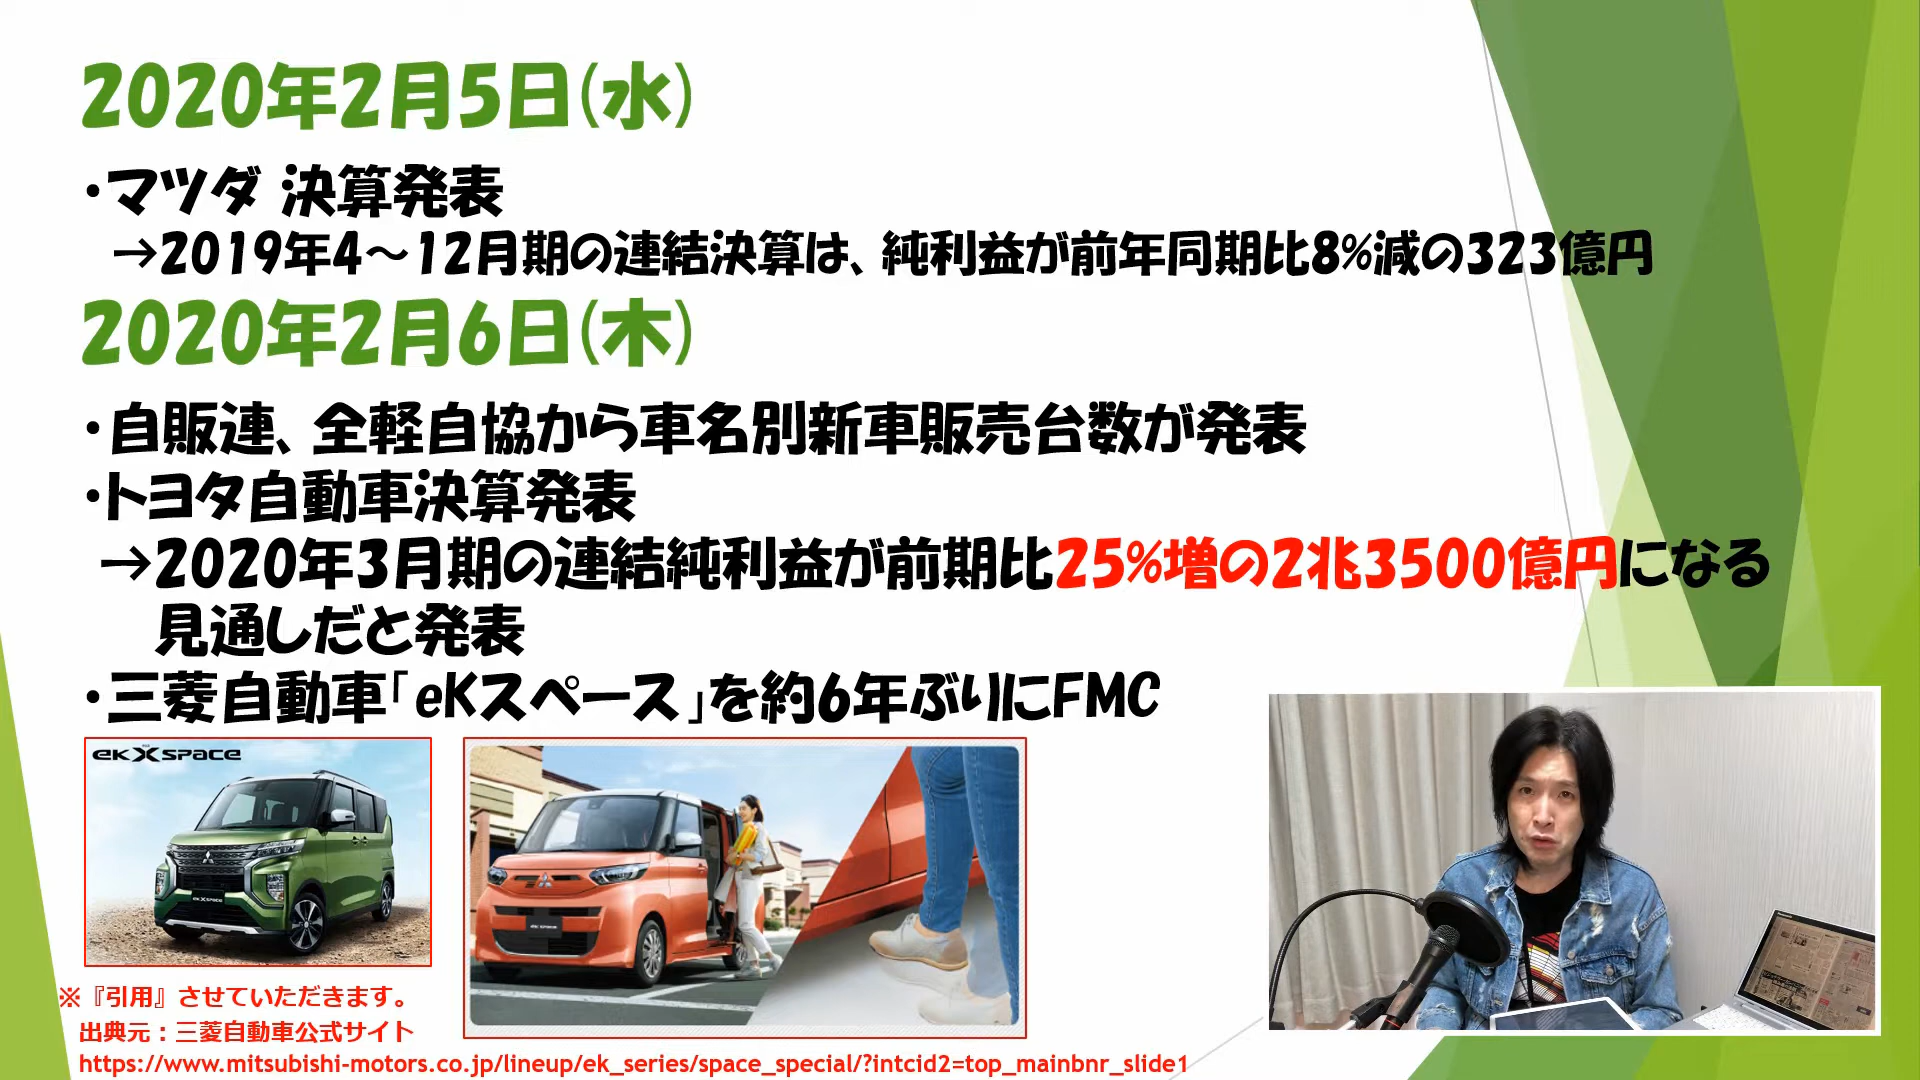 2020年2月5日(水)
・マツダ 決算発表
→2019年4～12月期の連結決算は、純利益が前年同期比8%減の323億円
2020年2月6日(木)
・自販連、全軽自協から車名別新車販売台数が発表
・トヨタ自動車決算発表
→2020年3月期の連結純利益が前期比25%増の2兆3500億円になる
見通しだと発表
・三菱自動車「eKスペース」を約6年ぶりにFMC
eK X SPACE
eK X SPACE
eK SPACE
※『引用』させていただきます。
出典元：三菱自動車公式サイト
https://www.mitsubishi-motors.co.jp/lineup/ek_series/space_special/?intcid2=top_mainbnr_slide1